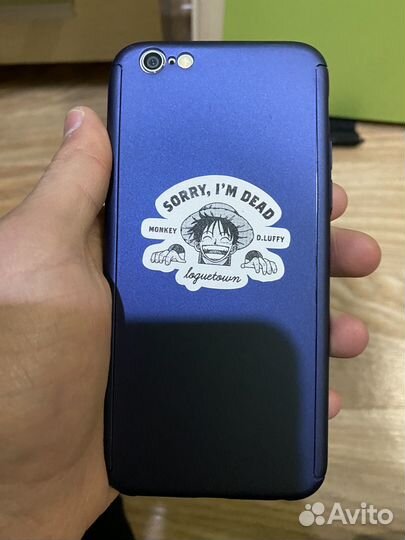 SORRY, I'M DEAD
MONKEY D.LUFFY
loguetown
Avito